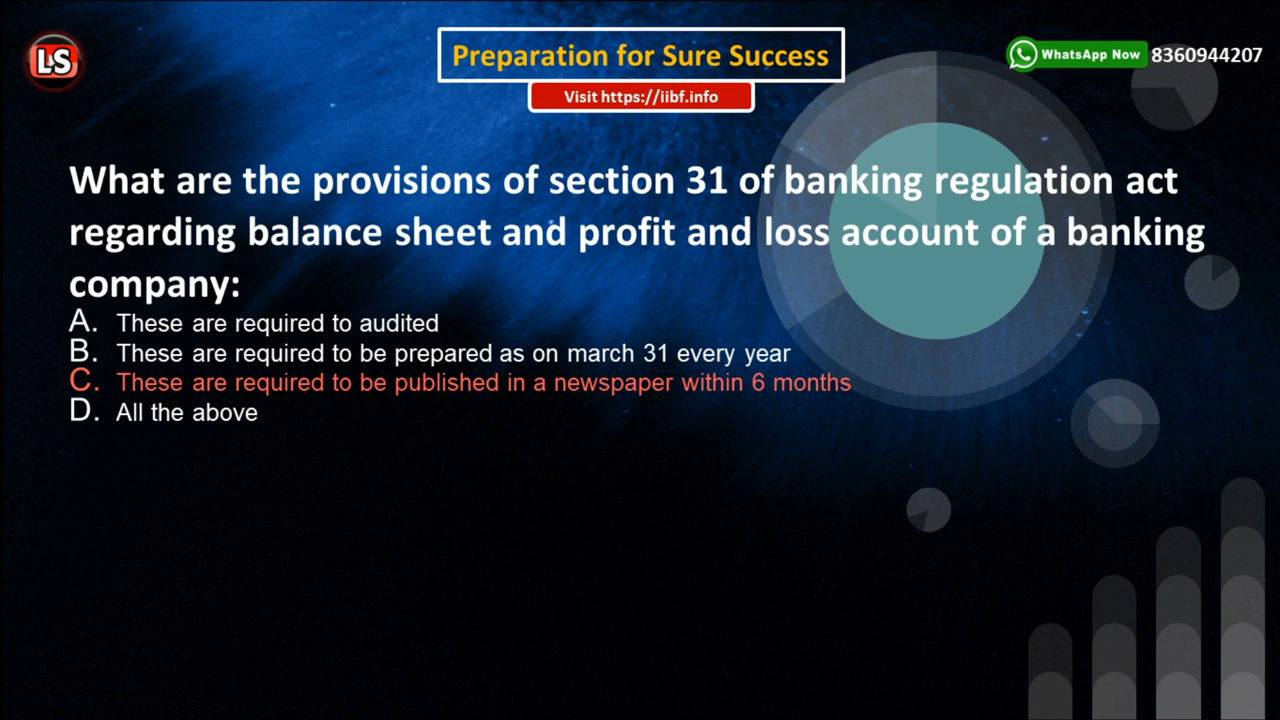 LS
Preparation for Sure Success
WhatsApp Now 8360944207
Visit https://iibf.info
What are the provisions of section 31 of banking regulation act
regarding balance sheet and profit and loss account of a banking
company:
A. These are required to audited
B. These are required to be prepared as on march 31 every year
C. These are required to be published in a newspaper within 6 months
D. All the above